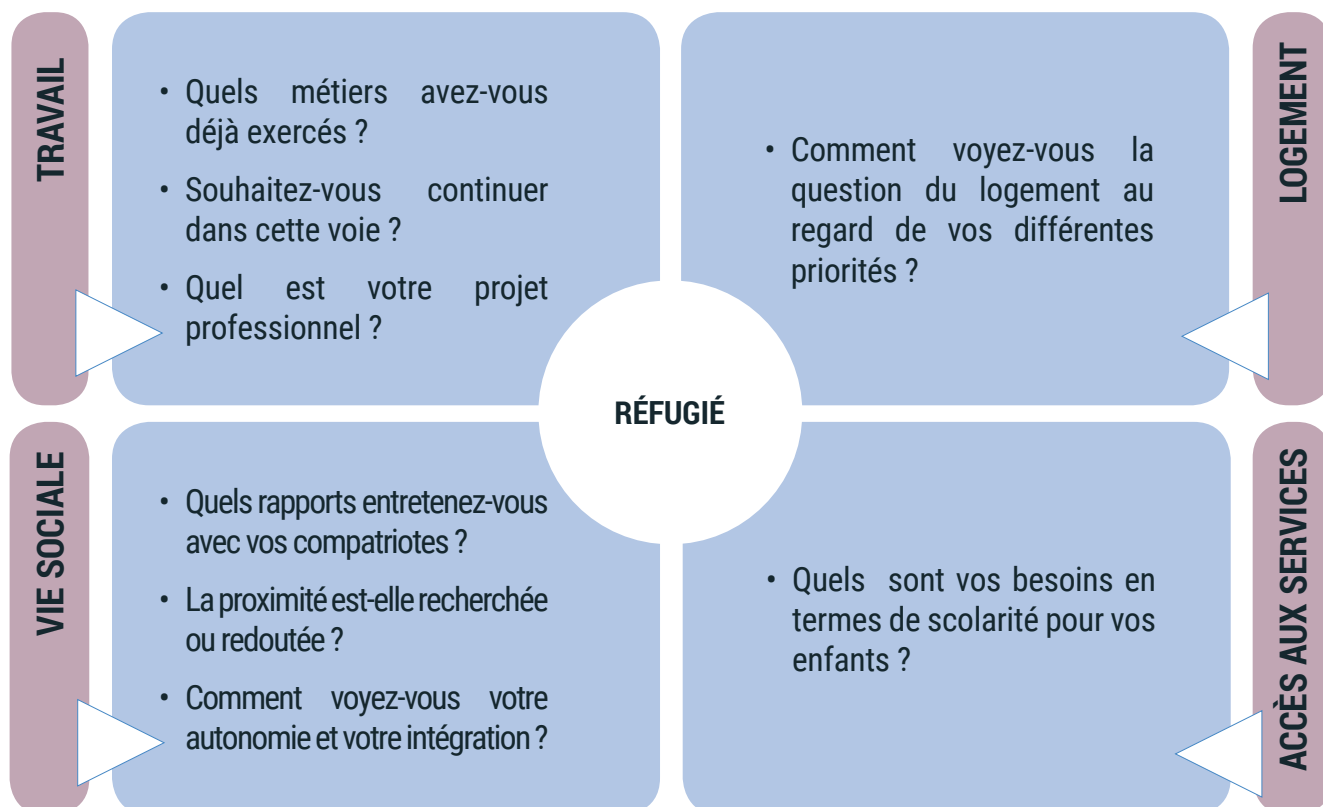 TRAVAIL
• Quels métiers avez-vous
déjà exercés ?
• Souhaitez-vous continuer
dans cette voie ?
• Quel est votre projet
professionnel ?
LOGEMENT
• Comment voyez-vous la
question du logement au
regard de vos différentes
priorités ?
RÉFUGIÉ
VIE SOCIALE
• Quels rapports entretenez-vous
avec vos compatriotes ?
• La proximité est-elle recherchée
ou redoutée ?
• Comment voyez-vous votre
autonomie et votre intégration ?
ACCÈS AUX SERVICES
• Quels sont vos besoins en
termes de scolarité pour vos
enfants ?